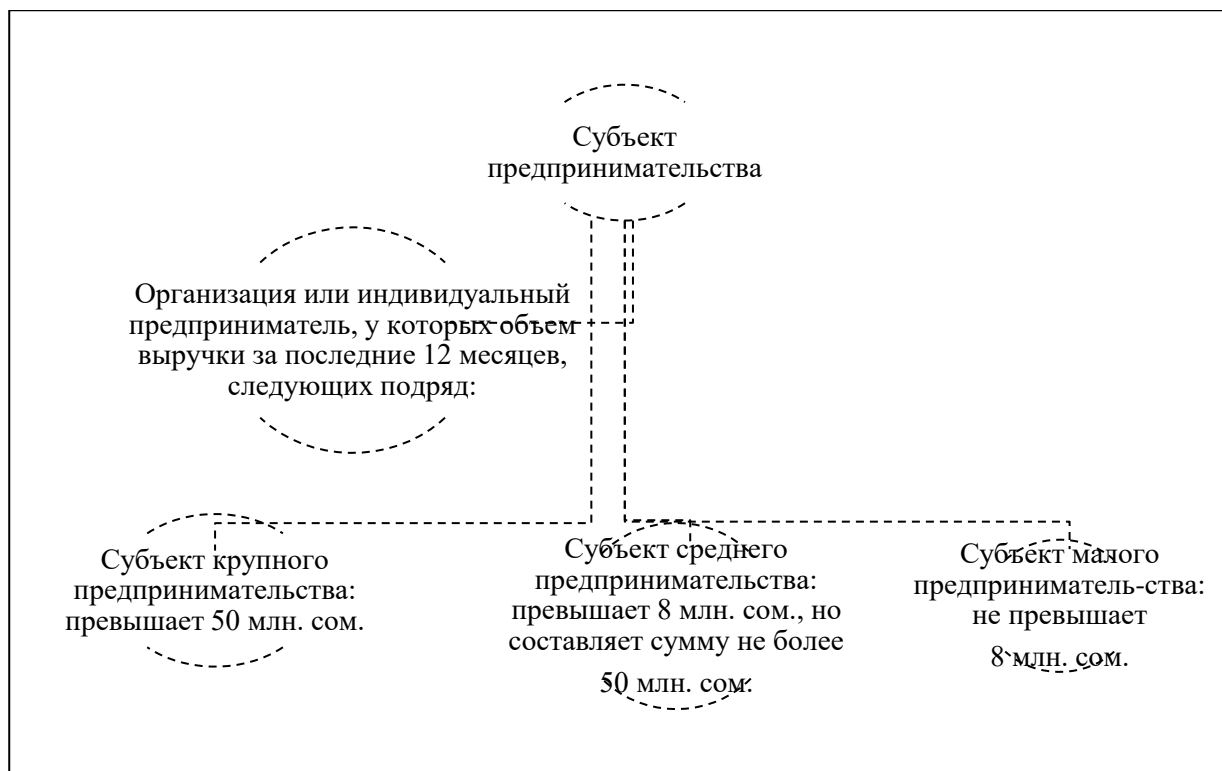 Субъект
предпринимательства
Организация или индивидуальный
предприниматель, у которых объем
выручки за последние 12 месяцев,
следующих подряд:
Субъект крупного
предпринимательства:
превышает 50 млн. сом.
Субъект среднего
предпринимательства:
превышает 8 млн. сом., но
составляет сумму не более
50 млн. сом.
Субъект малого
предприниматель-ства:
не превышает
8 млн. сом.